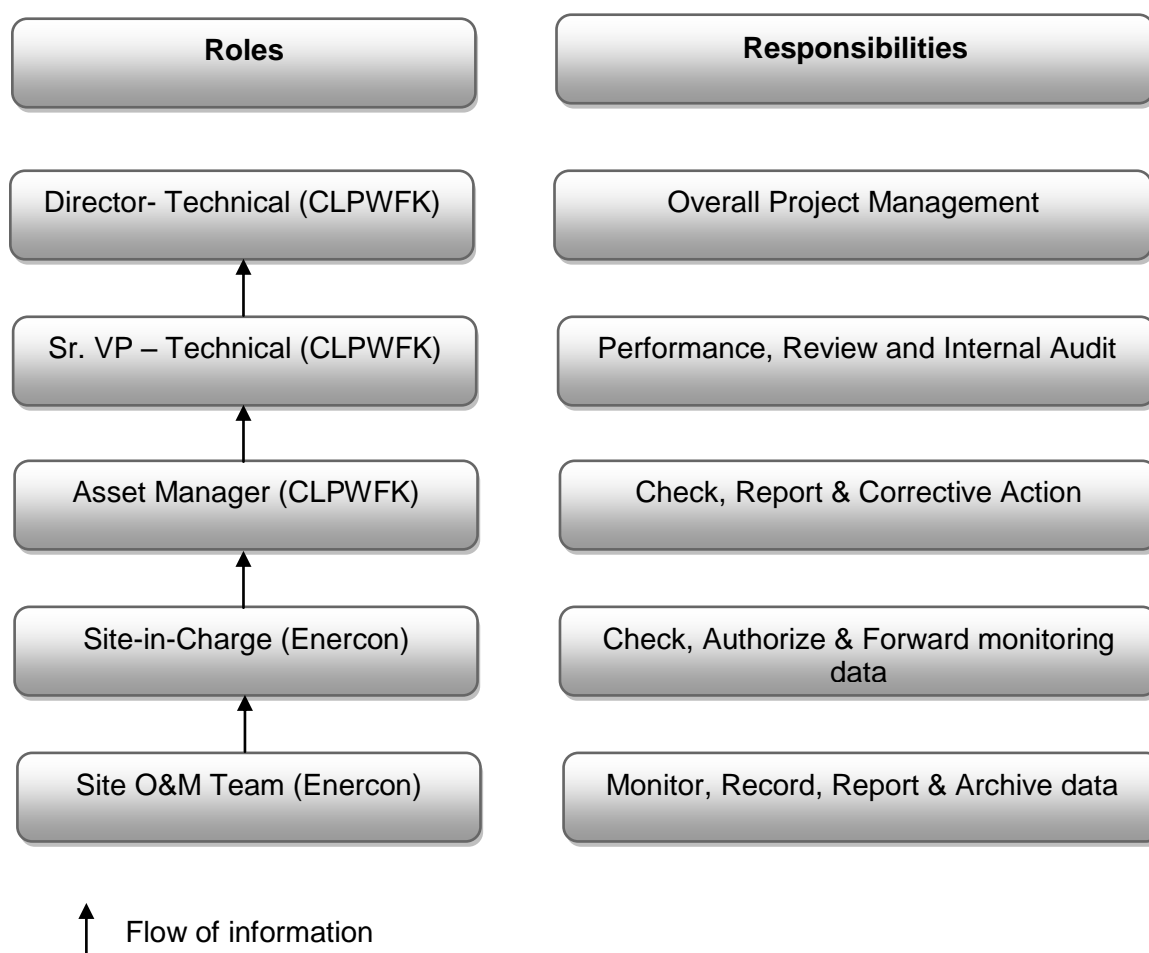 Roles
Responsibilities
Director- Technical (CLPWFK)
Overall Project Management
Sr. VP – Technical (CLPWFK)
Performance, Review and Internal Audit
Asset Manager (CLPWFK)
Check, Report & Corrective Action
Site-in-Charge (Enercon)
Check, Authorize & Forward monitoring
data
Site O&M Team (Enercon)
Monitor, Record, Report & Archive data
Flow of information